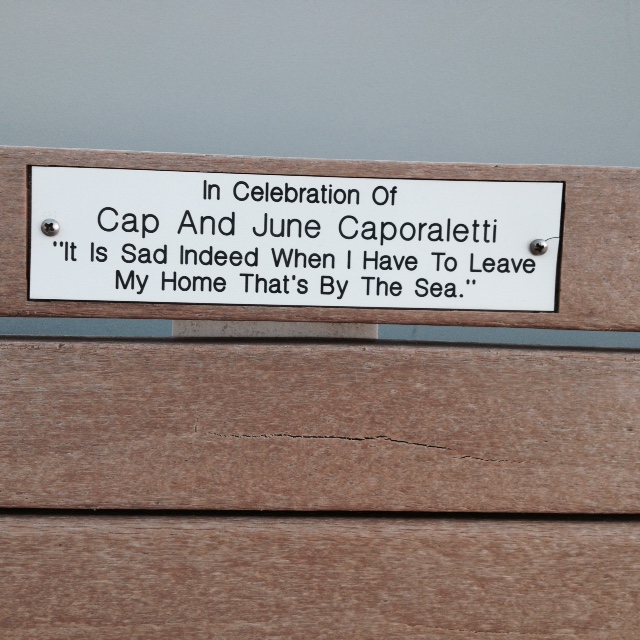 In Celebration Of
Cap And June Caporaletti
"It Is Sad Indeed When I Have To Leave
My Home That's By The Sea."